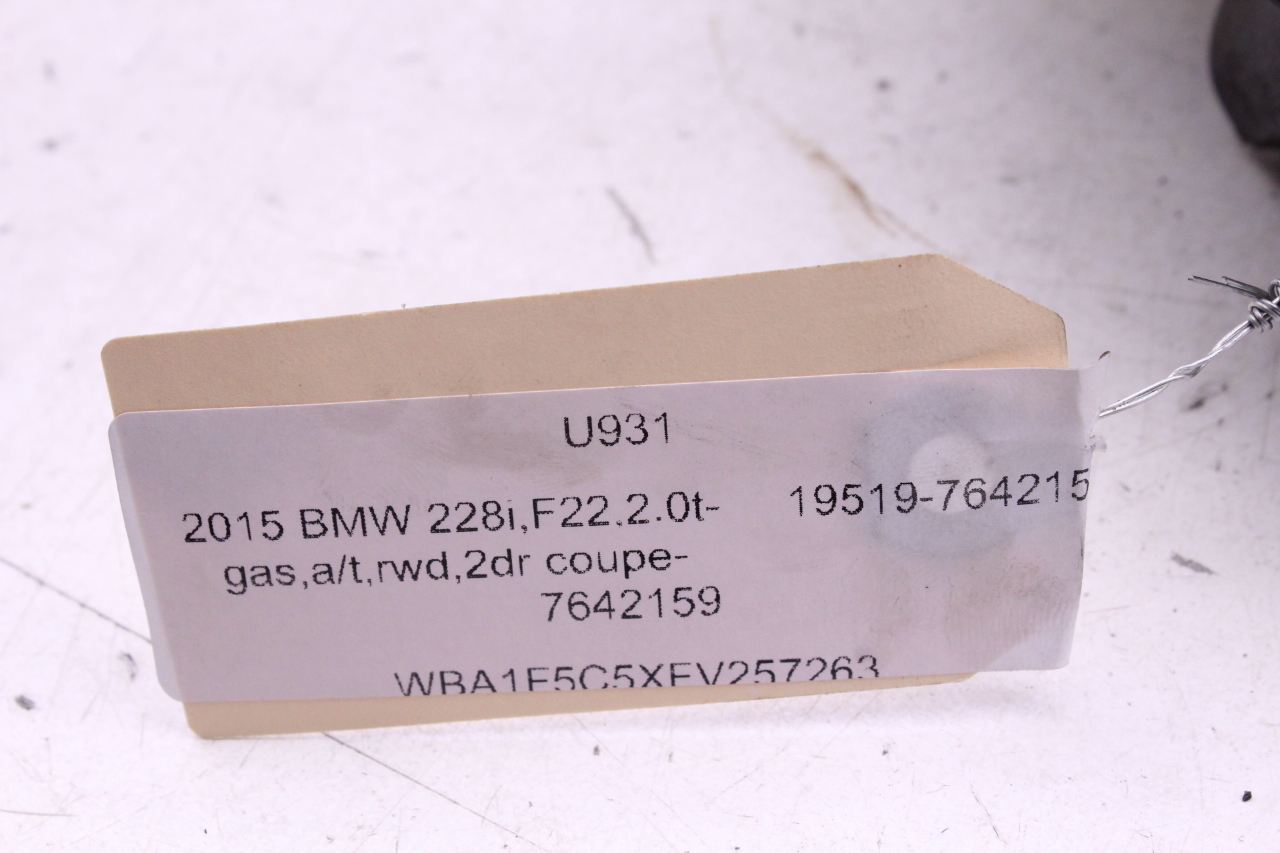 U931
2015 BMW 228i,F22,2.0t- 19519-764215
gas,a/t,rwd,2dr coupe-
7642159
WBA1F5C5XFV257263